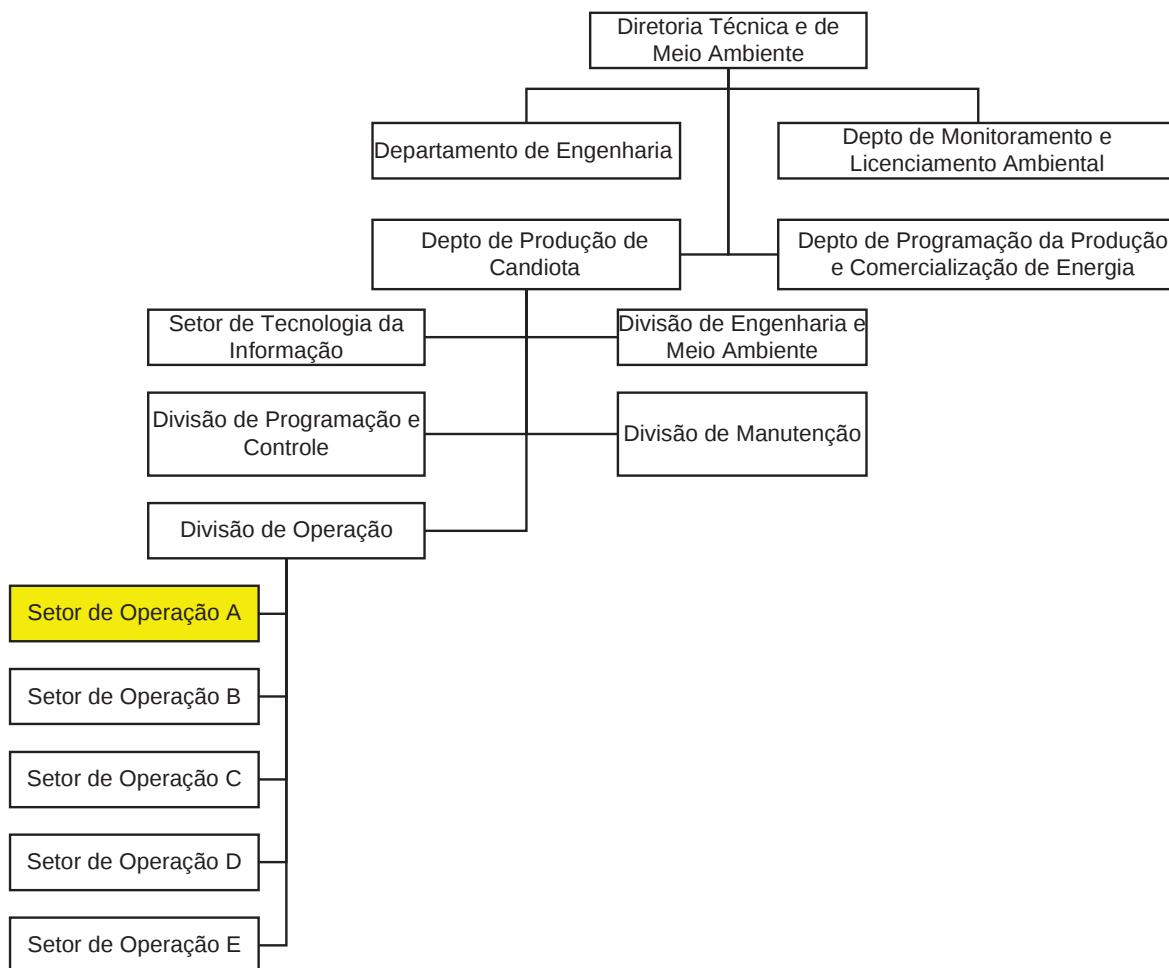 Diretoria Técnica e de
Meio Ambiente
Departamento de Engenharia
Depto de Monitoramento e
Licenciamento Ambiental
Depto de Produção de
Candiota
Depto de Programação da Produção
e Comercialização de Energia
Setor de Tecnologia da
Informação
Divisão de Engenharia e
Meio Ambiente
Divisão de Programação e
Controle
Divisão de Manutenção
Divisão de Operação
Setor de Operação A
Setor de Operação B
Setor de Operação C
Setor de Operação D
Setor de Operação E